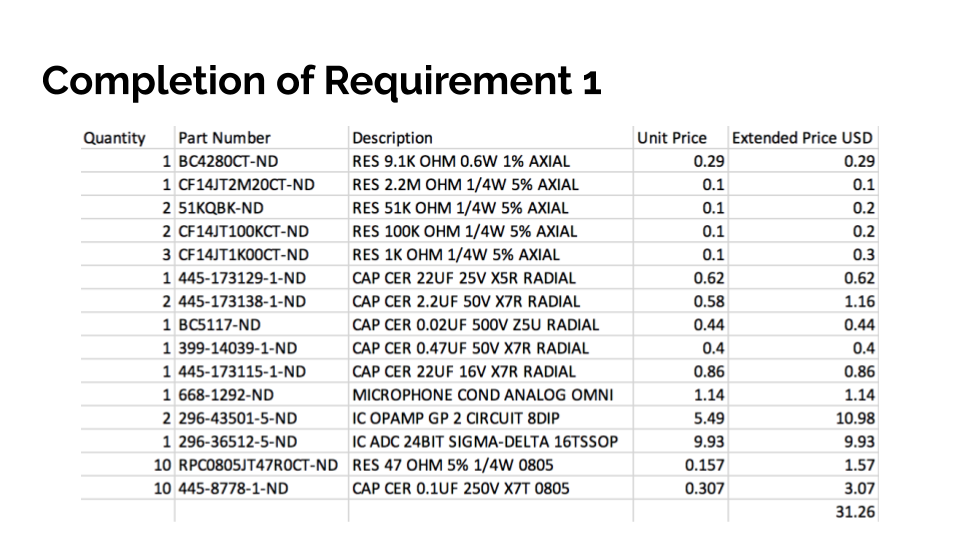 Completion of Requirement 1
Quantity Part Number Description Unit Price Extended Price USD
1 BC4280CT-ND RES 9.1K OHM 0.6W 1% AXIAL 0.29 0.29
1 CF14JT2M20CT-ND RES 2.2M OHM 1/4W 5% AXIAL 0.1 0.1
2 51KQBK-ND RES 51K OHM 1/4W 5% AXIAL 0.1 0.2
2 CF14JT100KCT-ND RES 100K OHM 1/4W 5% AXIAL 0.1 0.2
3 CF14JT1K00CT-ND RES 1K OHM 1/4W 5% AXIAL 0.1 0.3
1 445-173129-1-ND CAP CER 22UF 25V X5R RADIAL 0.62 0.62
2 445-173138-1-ND CAP CER 2.2UF 50V X7R RADIAL 0.58 1.16
1 BC5117-ND CAP CER 0.02UF 500V Z5U RADIAL 0.44 0.44
1 399-14039-1-ND CAP CER 0.47UF 50V X7R RADIAL 0.4 0.4
1 445-173115-1-ND CAP CER 22UF 16V X7R RADIAL 0.86 0.86
1 668-1292-ND MICROPHONE COND ANALOG OMNI 1.14 1.14
2 296-43501-5-ND IC OPAMP GP 2 CIRCUIT 8DIP 5.49 10.98
1 296-36512-5-ND IC ADC 24BIT SIGMA-DELTA 16TSSOP 9.93 9.93
10 RPC0805JT47R0CT-ND RES 47 OHM 5% 1/4W 0805 0.157 1.57
10 445-8778-1-ND CAP CER 0.1UF 250V X7T 0805 0.307 3.07
31.26